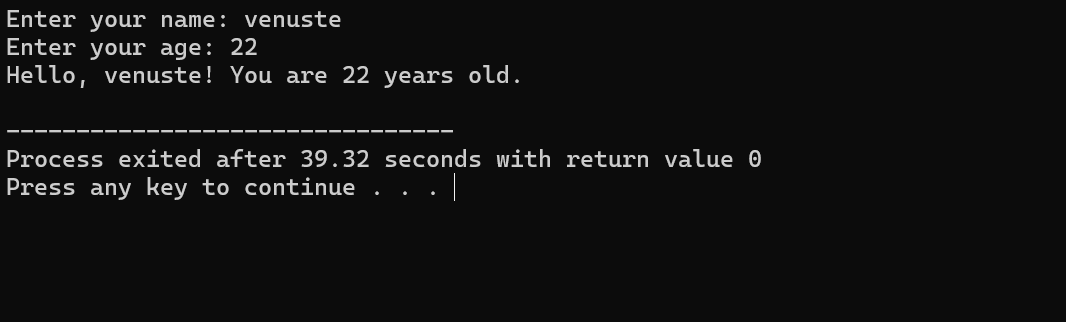 Enter your name: venuste
Enter your age: 22
Hello, venuste! You are 22 years old.
--------------------------------
Process exited after 39.32 seconds with return value 0
Press any key to continue . . .